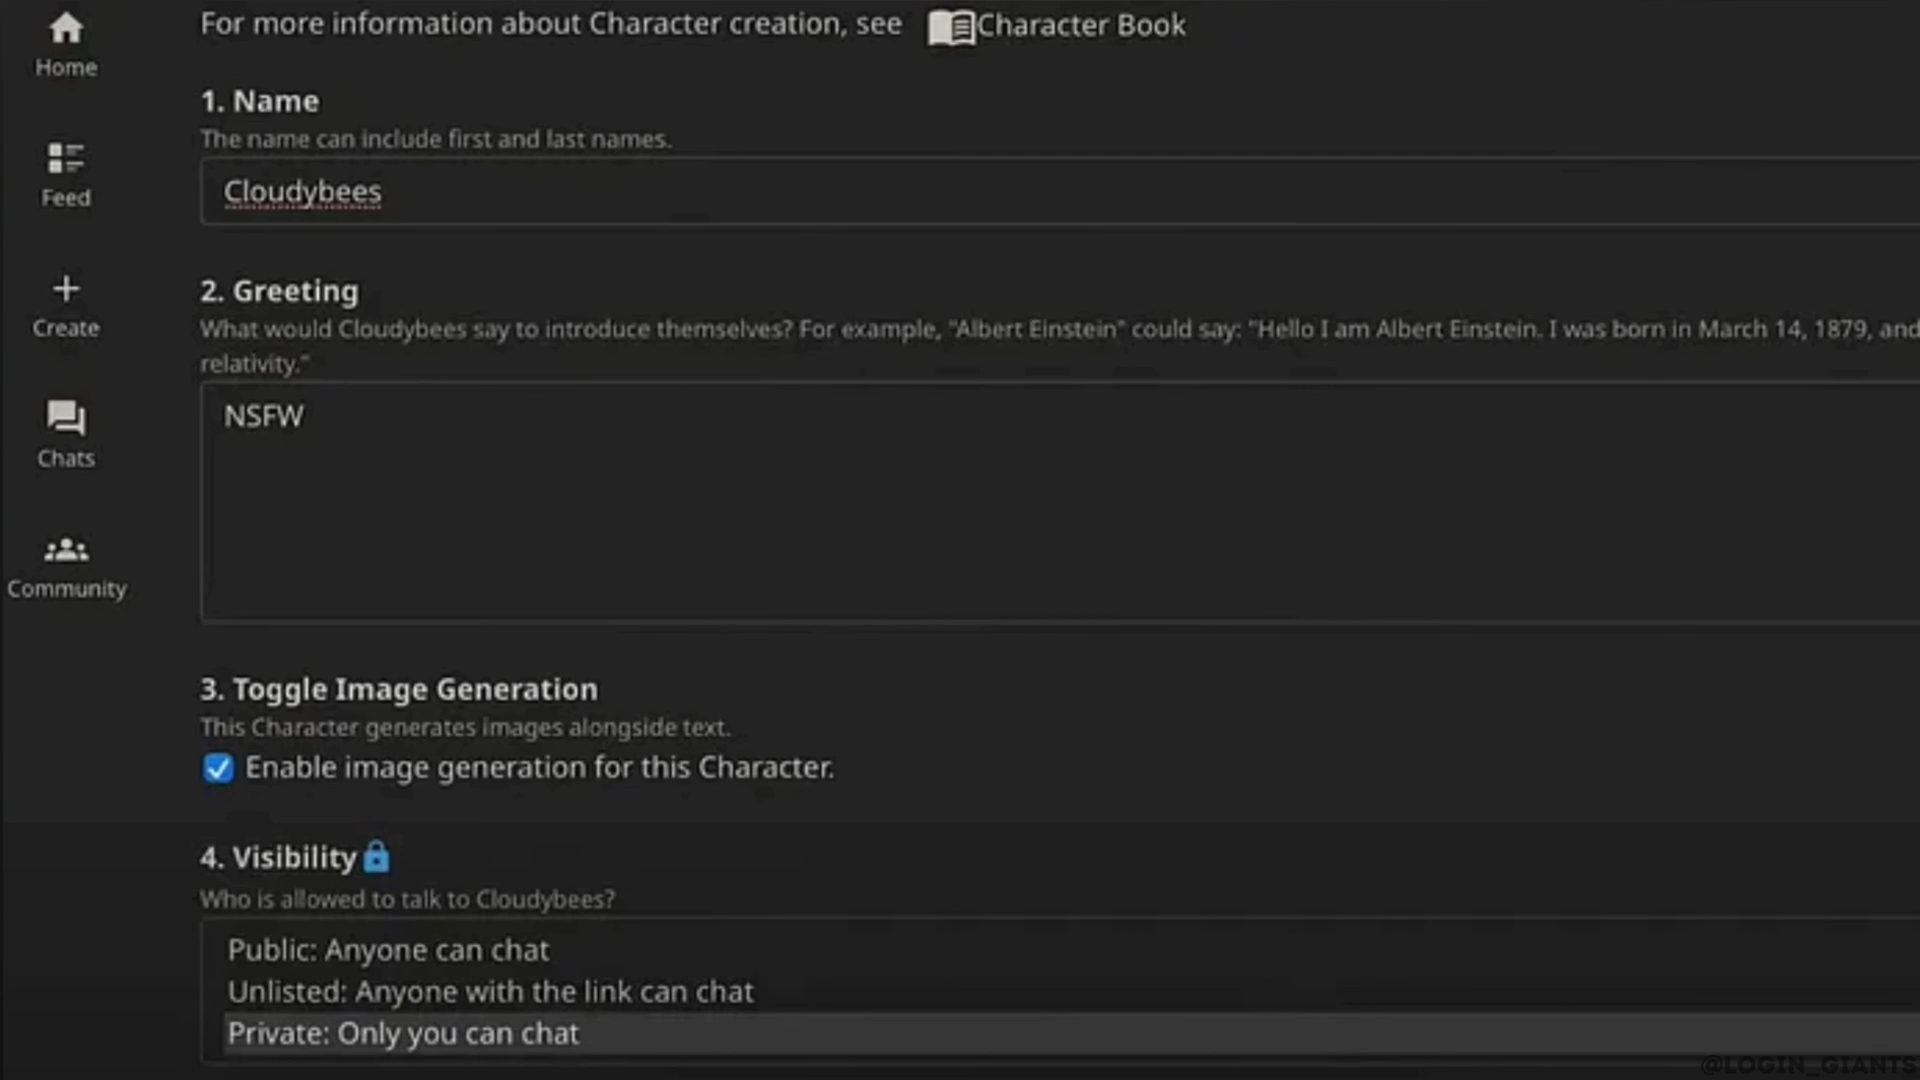 For more information about Character creation, see Character Book
Home
1. Name
The name can include first and last names.
Cloudybees
Feed
2. Greeting
What would Cloudybees say to introduce themselves? For example, "Albert Einstein" could say: "Hello I am Albert Einstein. I was born in March 14, 1879, and
relativity."
Create
NSFW
Chats
Community
3. Toggle Image Generation
This Character generates images alongside text.
Enable image generation for this Character.
4. Visibility
Who is allowed to talk to Cloudybees?
Public: Anyone can chat
Unlisted: Anyone with the link can chat
Private: Only you can chat
@LOGIN_GIANTS